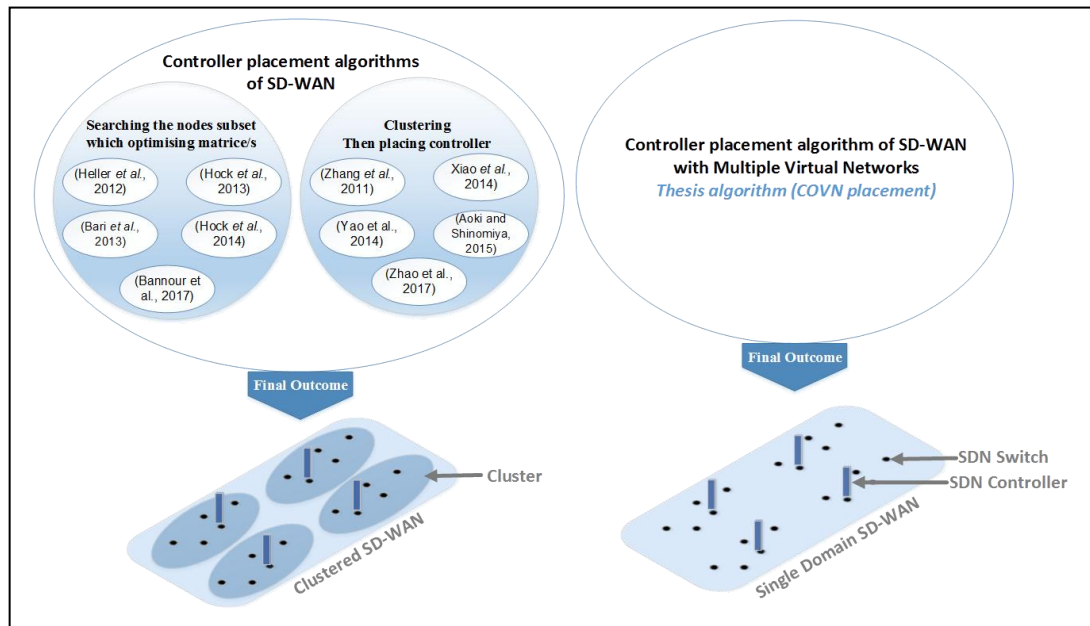 Controller placement algorithms
of SD-WAN
Searching the nodes subset
which optimising matrice/s
(Heller et al.,
2012)
(Hock et al.,
2013)
(Bari et al.,
2013)
(Hock et al.,
2014)
(Bannour et
al., 2017)
Clustering
Then placing controller
(Zhang et al.,
2011)
Xiao et al.,
2014)
(Yao et al.,
2014)
(Aoki and
Shinomiya,
2015)
(Zhao et al.,
2017)
Final Outcome
Cluster
Clustered SD-WAN
Controller placement algorithm of SD-WAN
with Multiple Virtual Networks
Thesis algorithm (COVN placement)
Final Outcome
SDN Switch
SDN Controller
Single Domain SD-WAN